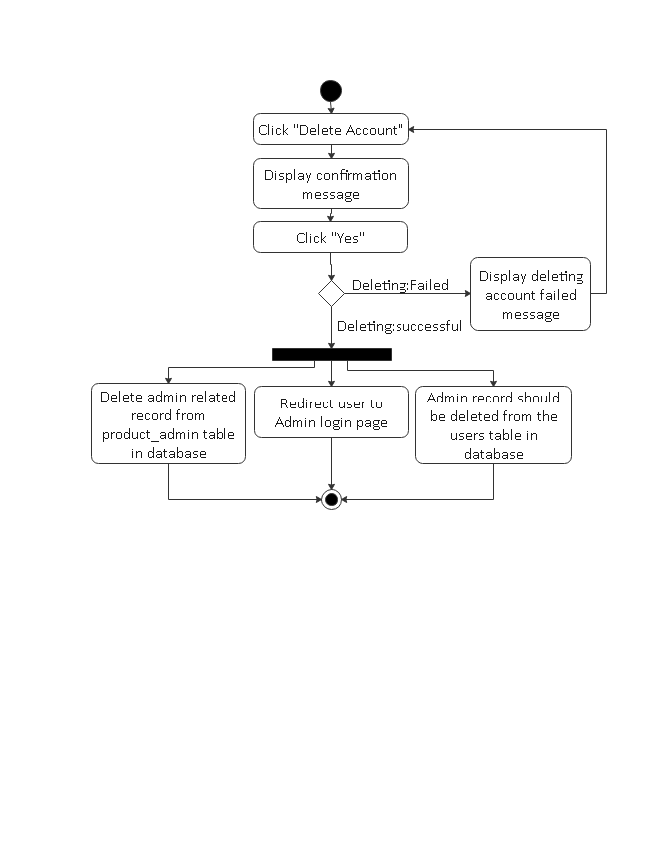 Click "Delete Account"
Display confirmation
message
Click "Yes"
Deleting:Failed
Display deleting
account failed
message
Deleting:successful
Delete admin related
record from
product_admin table
in database
Redirect user to
Admin login page
Admin record should
be deleted from the
users table in
database